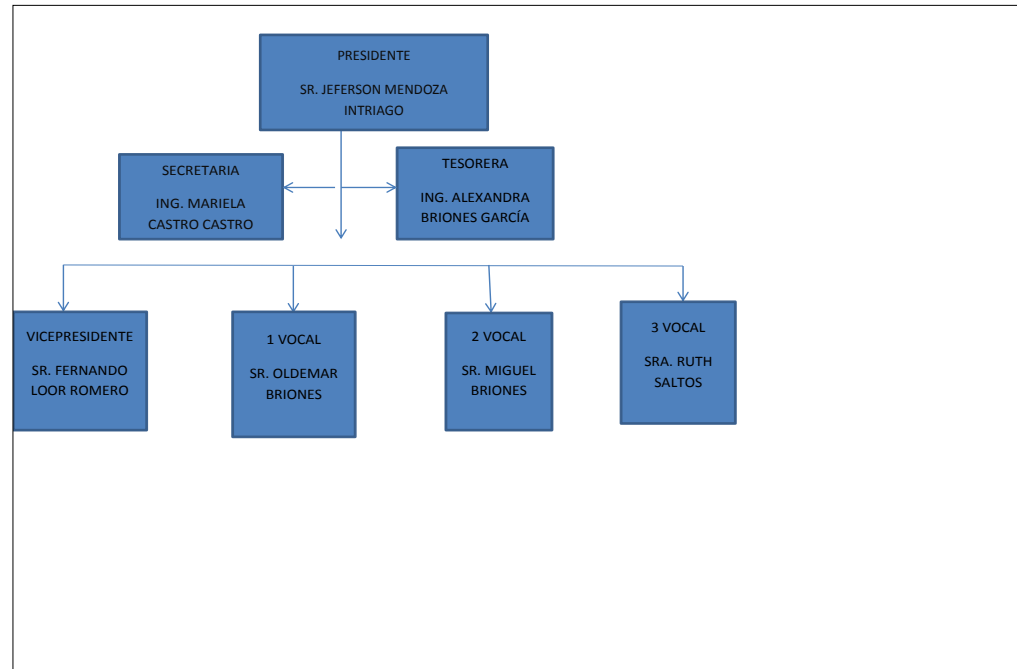 PRESIDENTE
SR. JEFERSON MENDOZA
INTRIAGO
SECRETARIA
ING. MARIELA
CASTRO CASTRO
TESORERA
ING. ALEXANDRA
BRIONES GARCÍA
VICEPRESIDENTE
SR. FERNANDO
LOOR ROMERO
1 VOCAL
SR. OLDEMAR
BRIONES
2 VOCAL
SR. MIGUEL
BRIONES
3 VOCAL
SRA. RUTH
SALTOS